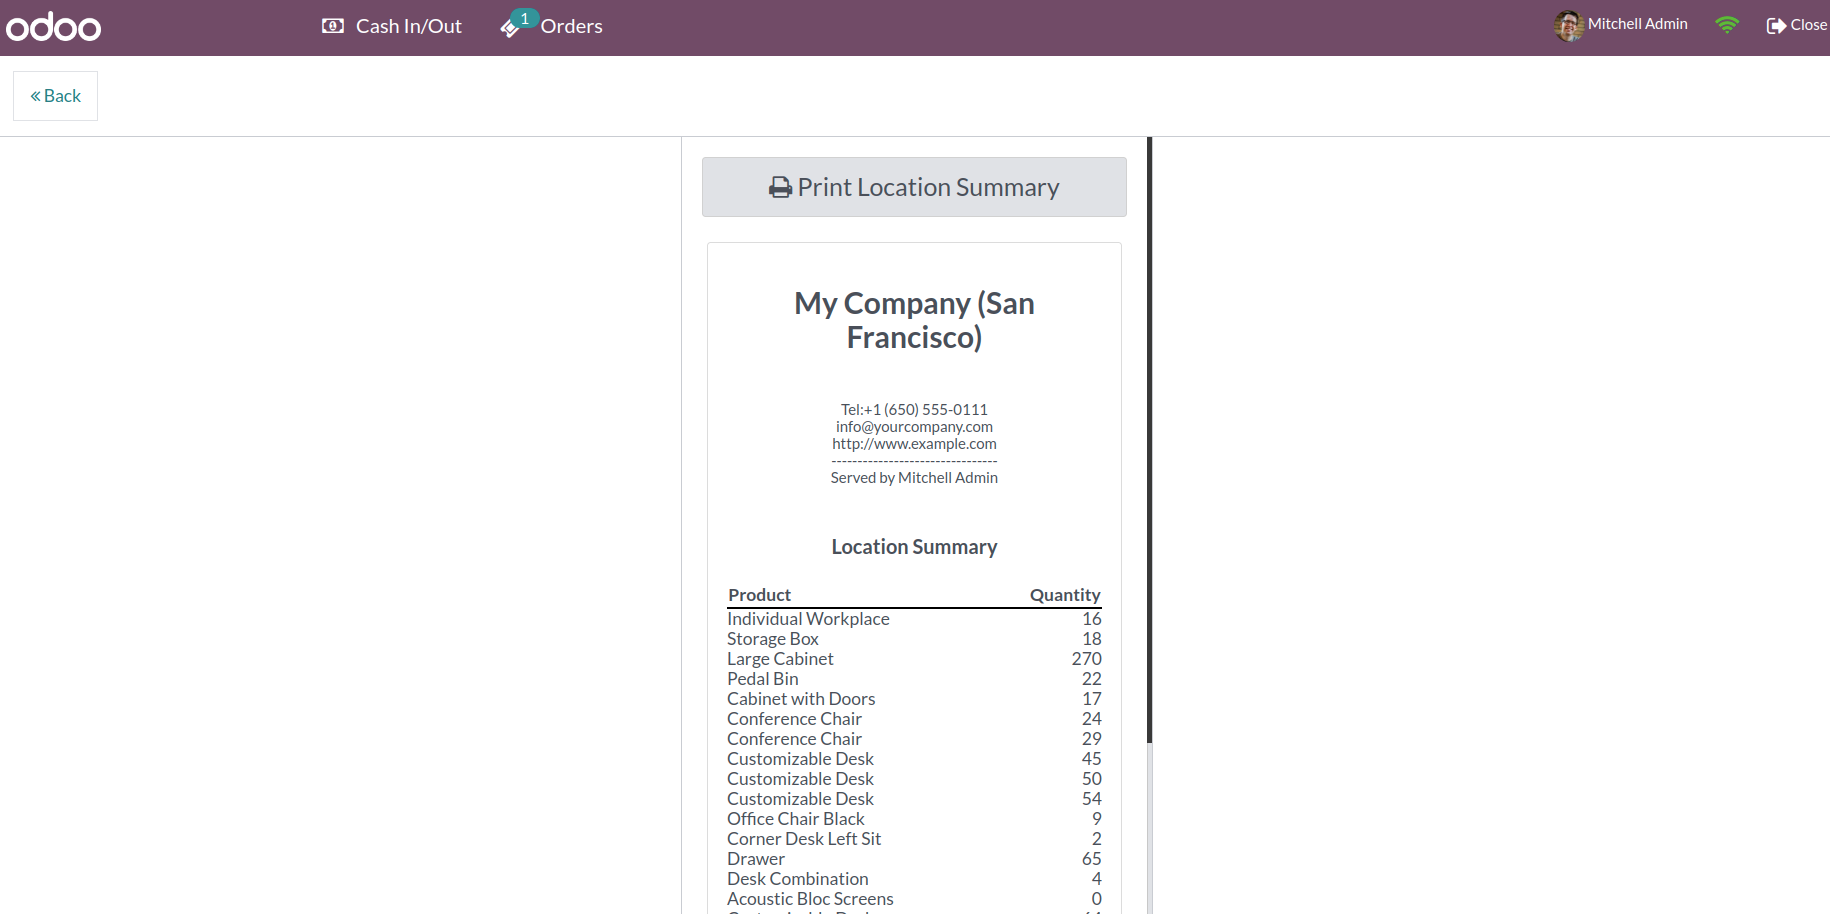 odoo
Cash In/Out
1
Orders
Mitchell Admin
Close
Back
Print Location Summary
My Company (San
Francisco)
Tel:+1 (650) 555-0111
info@yourcompany.com
http://www.example.com
--------------------------------
Served by Mitchell Admin
Location Summary
Product Quantity
Individual Workplace 16
Storage Box 18
Large Cabinet 270
Pedal Bin 22
Cabinet with Doors 17
Conference Chair 24
Conference Chair 29
Customizable Desk 45
Customizable Desk 50
Customizable Desk 54
Office Chair Black 9
Corner Desk Left Sit 2
Drawer 65
Desk Combination 4
Acoustic Bloc Screens 0